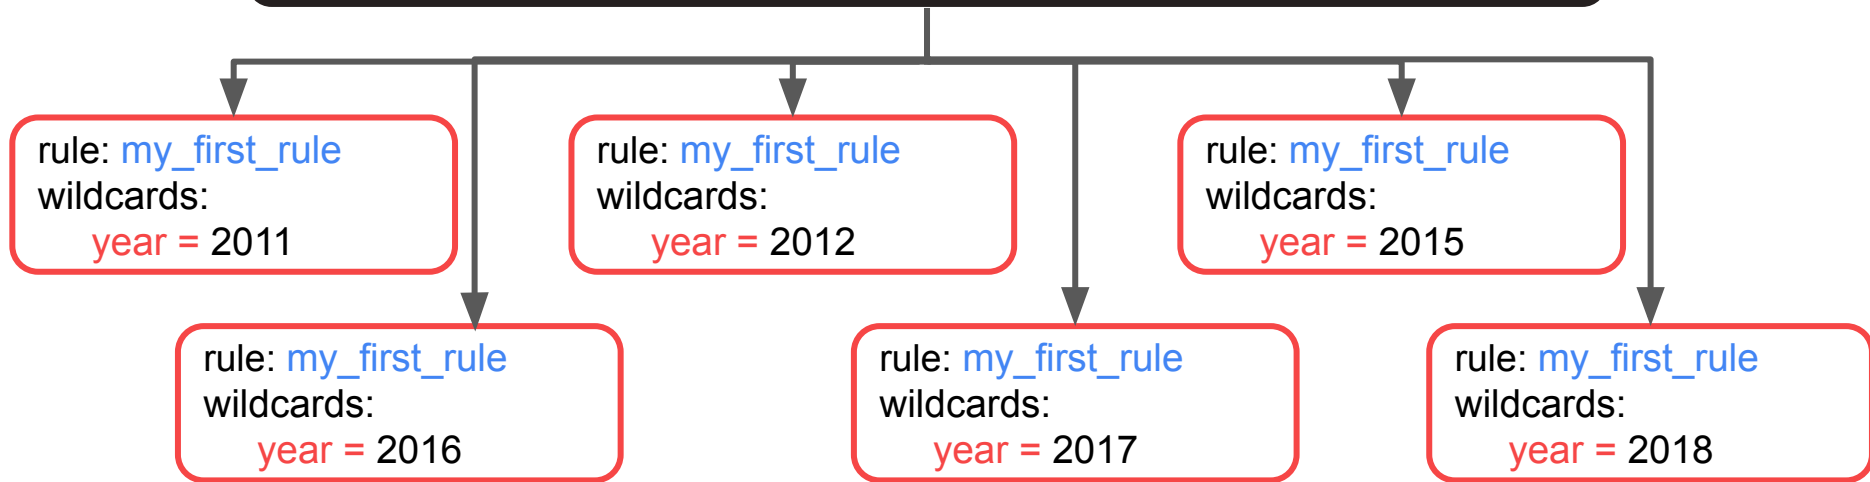 rule: my_first_rule
wildcards:
year = 2011
rule: my_first_rule
wildcards:
year = 2012
rule: my_first_rule
wildcards:
year = 2015
rule: my_first_rule
wildcards:
year = 2016
rule: my_first_rule
wildcards:
year = 2017
rule: my_first_rule
wildcards:
year = 2018